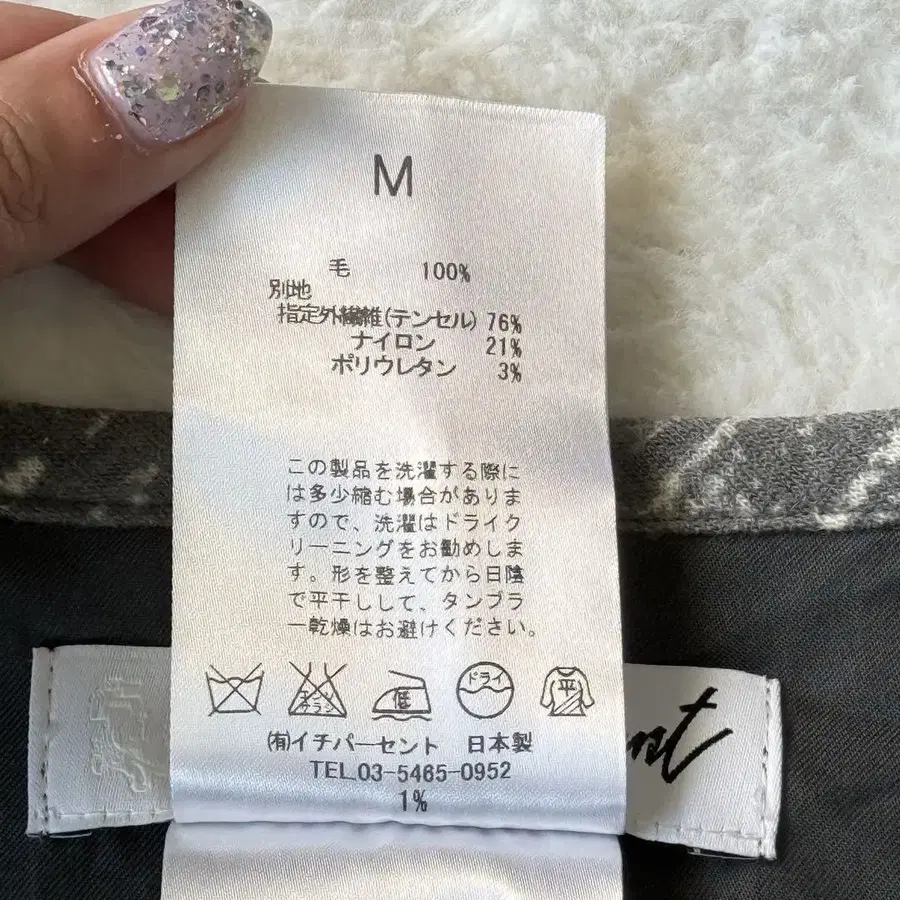 M
毛 100%
別地
指定外繊維(テンセル) 76%
ナイロン 21%
ポリウレタン 3%
この製品を洗濯する際に
は多少縮む場合がありま
すので、洗濯はドライク
リーニングをお勧めしま
す。形を整えてから日陰
で平干しして、タンブラ
ー乾燥はお避けください。
エンソ サラシ 低 ドライ 平
(有)イチパーセント 日本製
TEL.03-5465-0952
1%